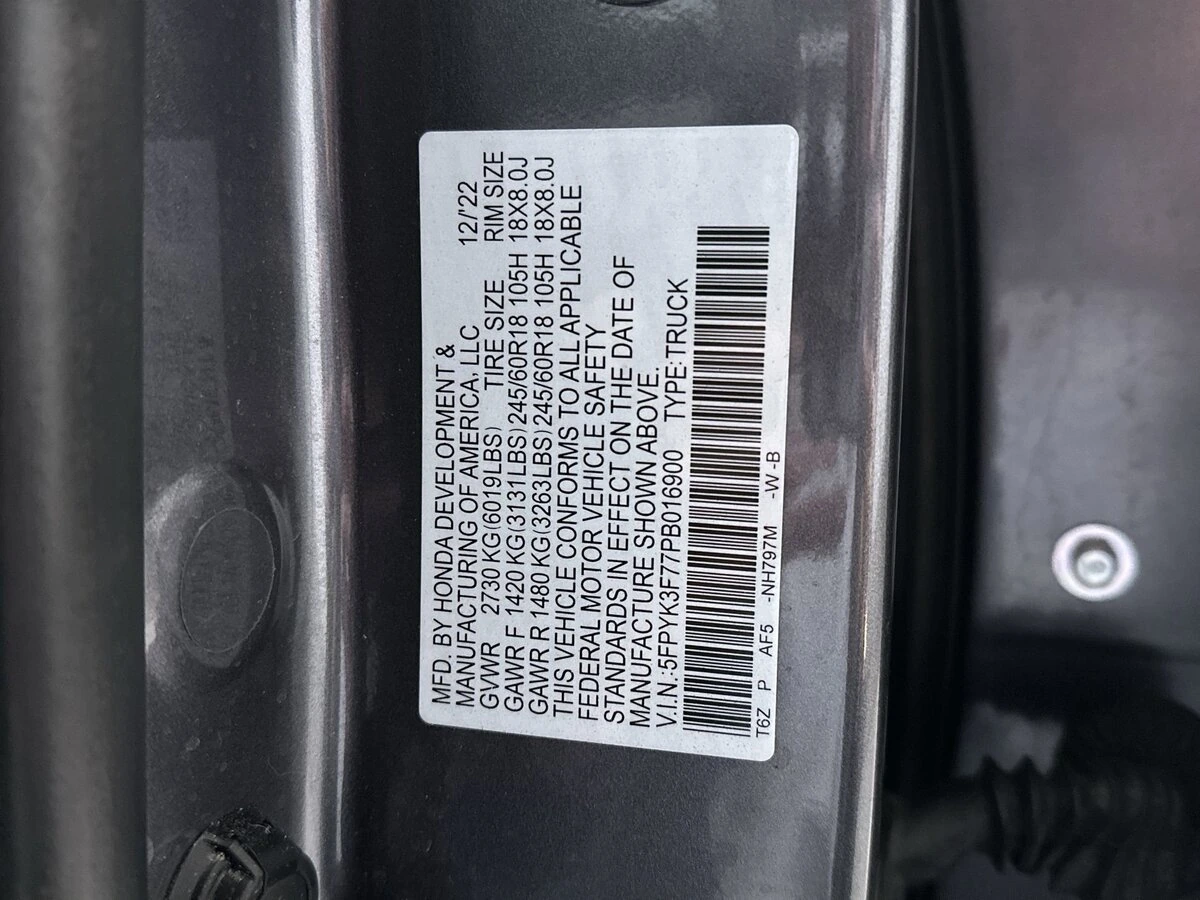 MFD. BY HONDA DEVELOPMENT &
MANUFACTURING OF AMERICA, LLC 12/'22
GVWR 2730 KG(6019LBS) TIRE SIZE RIM SIZE
GAWR F 1420 KG(3131LBS) 245/60R18 105H 18X8.0J
GAWR R 1480 KG(3263LBS) 245/60R18 105H 18X8.0J
THIS VEHICLE CONFORMS TO ALL APPLICABLE
FEDERAL MOTOR VEHICLE SAFETY
STANDARDS IN EFFECT ON THE DATE OF
MANUFACTURE SHOWN ABOVE.
V.I.N.:5FPYK3F77PB016900 TYPE:TRUCK
T6Z P AF5 -NH797M -W -B